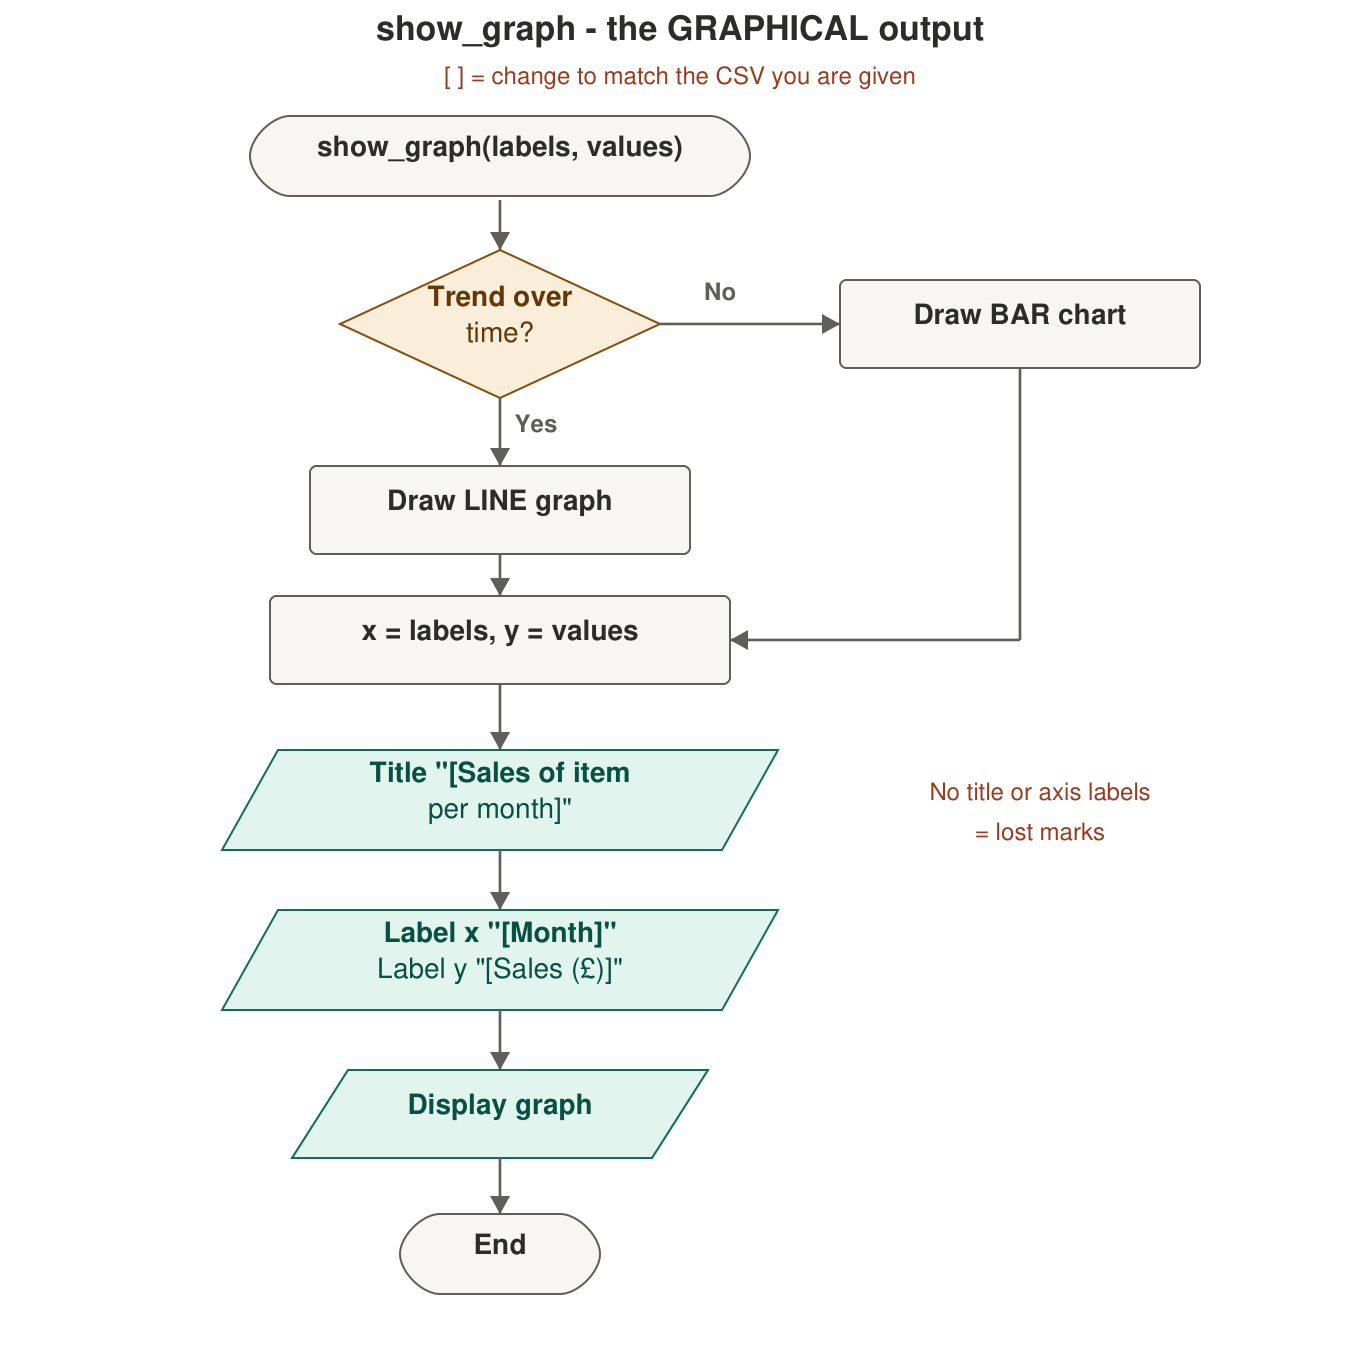 show_graph - the GRAPHICAL output
[ ] = change to match the CSV you are given
show_graph(labels, values)
Trend over
time?
No
Draw BAR chart
Yes
Draw LINE graph
x = labels, y = values
Title "[Sales of item
per month]"
No title or axis labels
= lost marks
Label x "[Month]"
Label y "[Sales (£)]"
Display graph
End